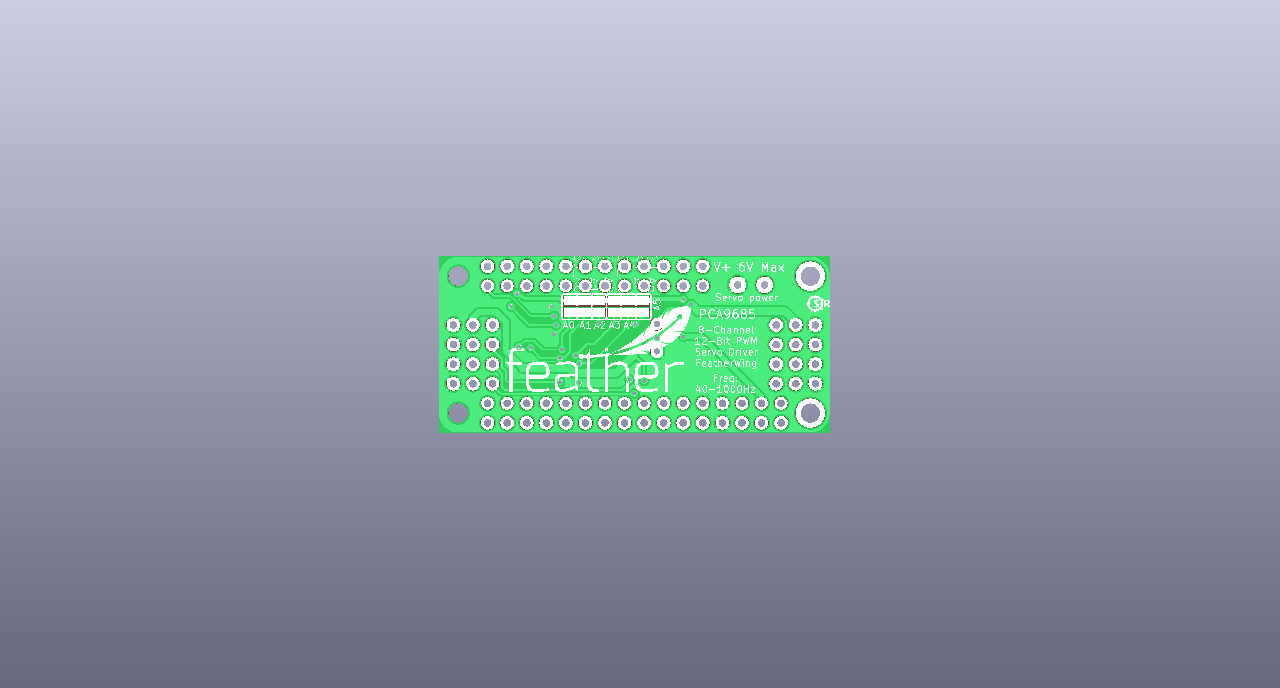 V+ 6V Max
Servo power
A5
PCA9685
A0 A1 A2 A3 A4
8-Channel
12-Bit PWM
Servo Driver
FeatherWing
feather
Freq:
40-1000Hz